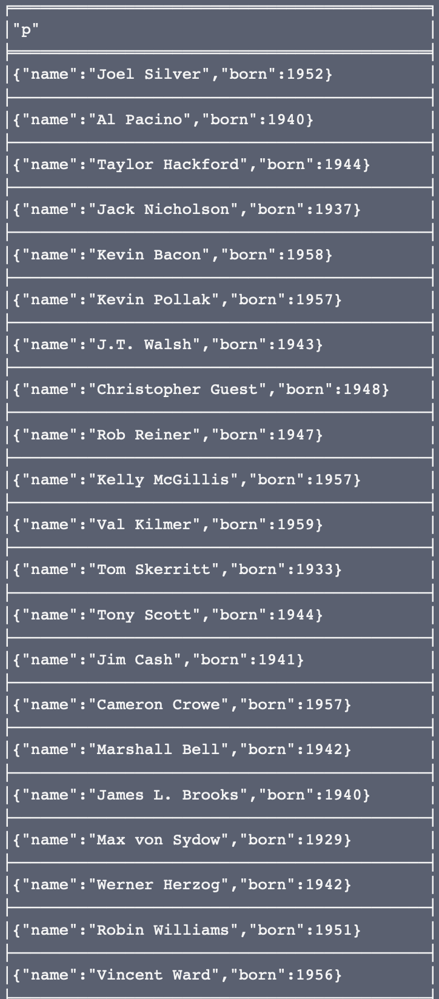 "p"
{"name":"Joel Silver","born":1952}
{"name":"Al Pacino","born":1940}
{"name":"Taylor Hackford","born":1944}
{"name":"Jack Nicholson","born":1937}
{"name":"Kevin Bacon","born":1958}
{"name":"Kevin Pollak","born":1957}
{"name":"J.T. Walsh","born":1943}
{"name":"Christopher Guest","born":1948}
{"name":"Rob Reiner","born":1947}
{"name":"Kelly McGillis","born":1957}
{"name":"Val Kilmer","born":1959}
{"name":"Tom Skerritt","born":1933}
{"name":"Tony Scott","born":1944}
{"name":"Jim Cash","born":1941}
{"name":"Cameron Crowe","born":1957}
{"name":"Marshall Bell","born":1942}
{"name":"James L. Brooks","born":1940}
{"name":"Max von Sydow","born":1929}
{"name":"Werner Herzog","born":1942}
{"name":"Robin Williams","born":1951}
{"name":"Vincent Ward","born":1956}